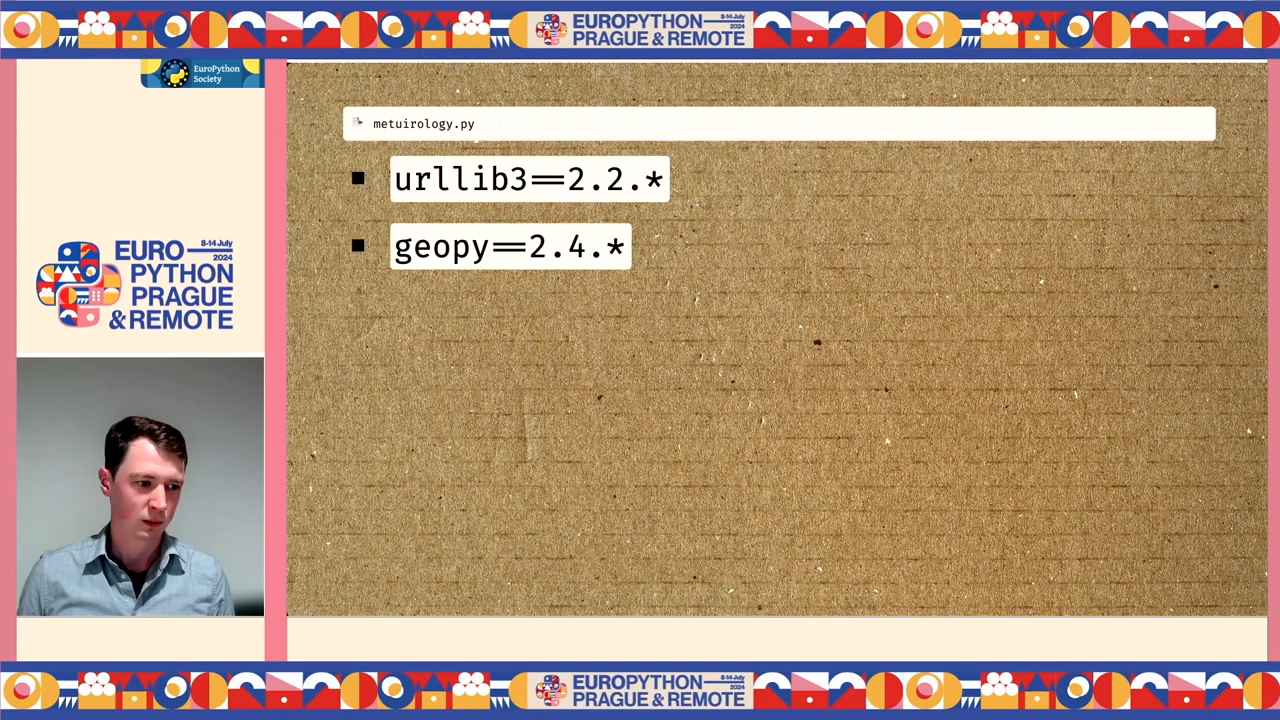 EUROPYTHON 8-14 July 2024
PRAGUE & REMOTE
EuroPython
Society
metuirology.py
urllib3==2.2.*
geopy==2.4.*
EURO 8-14 July 2024
PYTHON
PRAGUE
& REMOTE
EUROPYTHON 8-14 July 2024
PRAGUE & REMOTE